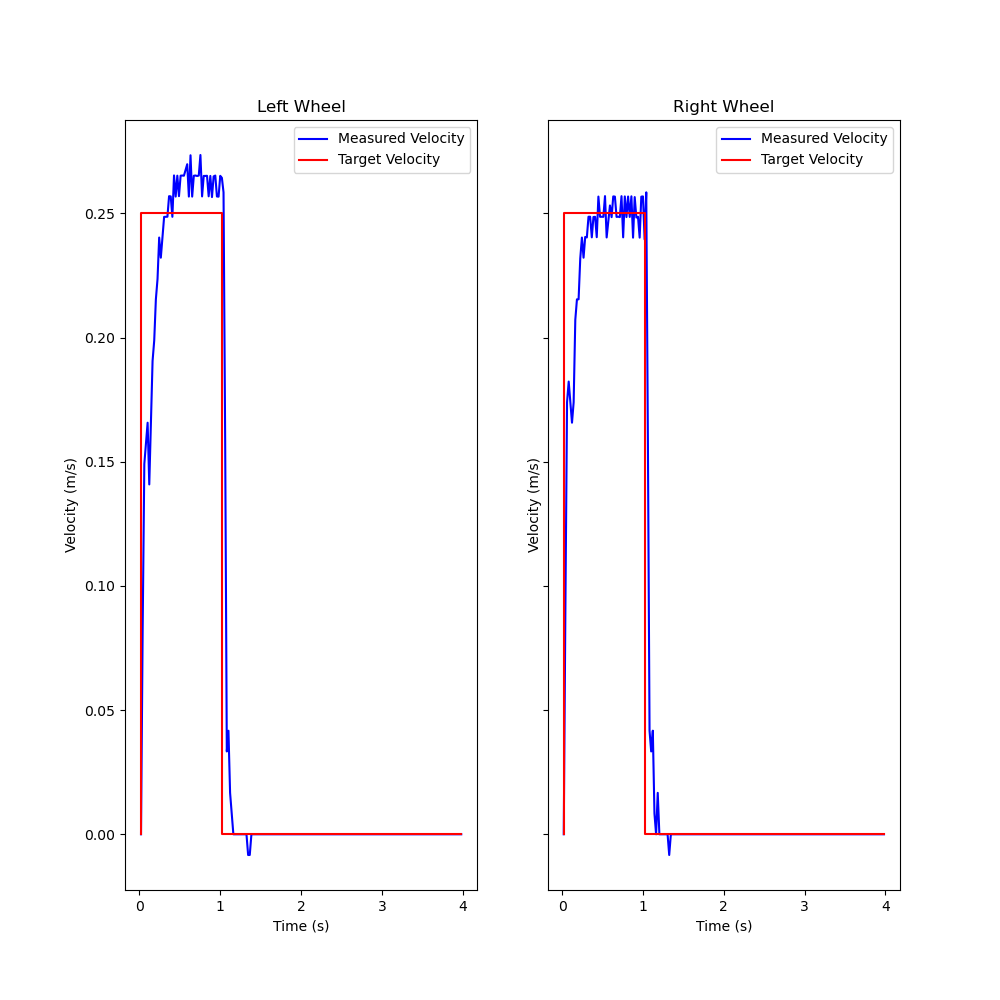 Left Wheel
Measured Velocity
Target Velocity
Velocity (m/s)
0.25
0.20
0.15
0.10
0.05
0.00
0 1 2 3 4
Time (s)
Right Wheel
Measured Velocity
Target Velocity
Velocity (m/s)
0 1 2 3 4
Time (s)